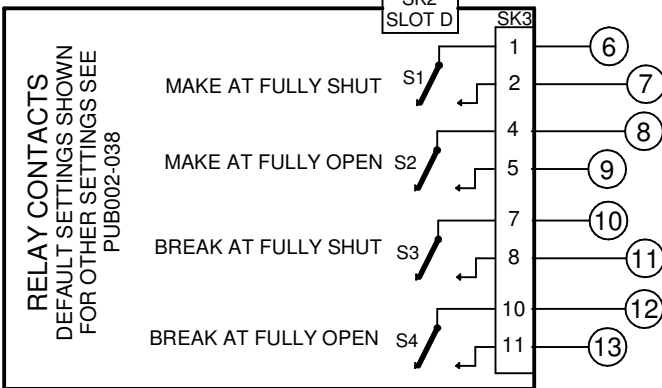 SK2
SLOT D
SK3
RELAY CONTACTS
DEFAULT SETTINGS SHOWN
FOR OTHER SETTINGS SEE
PUB002-038
MAKE AT FULLY SHUT S1 1 6
2 7
MAKE AT FULLY OPEN S2 4 8
5 9
BREAK AT FULLY SHUT S3 7 10
8 11
BREAK AT FULLY OPEN S4 10 12
11 13